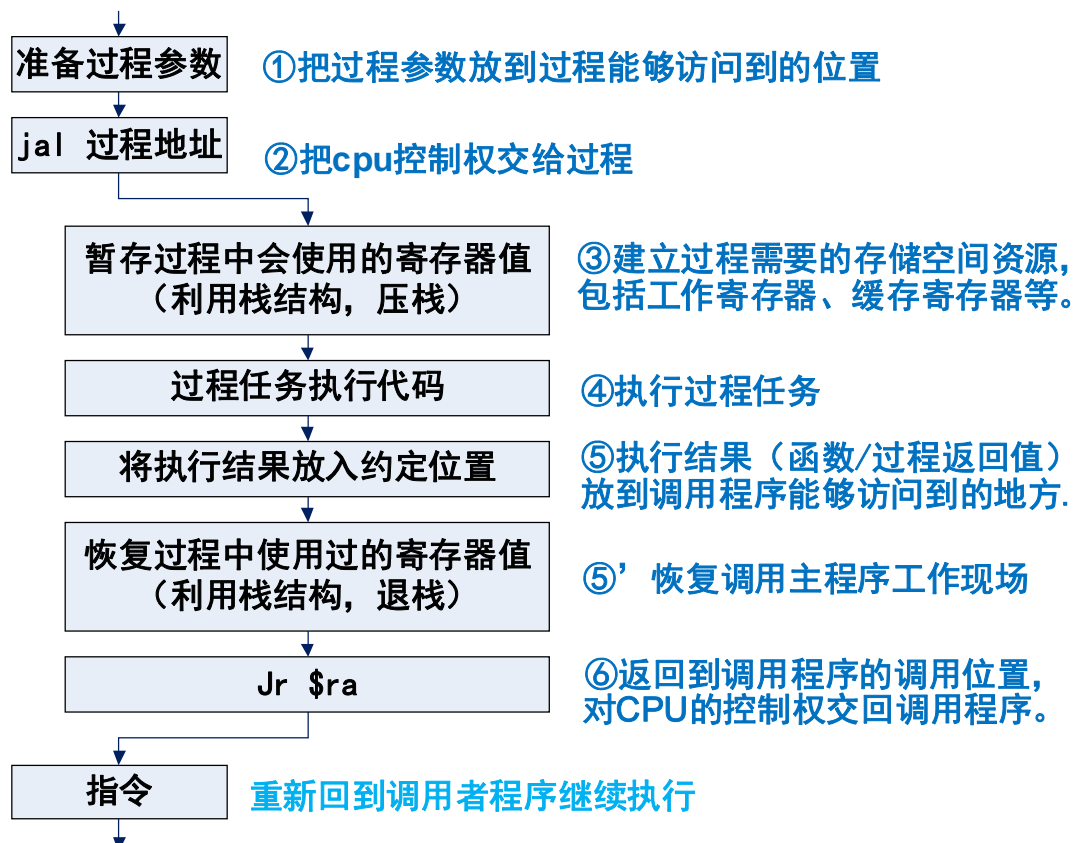 准备过程参数
①把过程参数放到过程能够访问到的位置
jal 过程地址
②把cpu控制权交给过程
暂存过程中会使用的寄存器值
（利用栈结构，压栈）
③建立过程需要的存储空间资源，
包括工作寄存器、缓存寄存器等。
过程任务执行代码
④执行过程任务
将执行结果放入约定位置
⑤执行结果（函数/过程返回值）
放到调用程序能够访问到的地方.
恢复过程中使用过的寄存器值
（利用栈结构，退栈）
⑤’恢复调用主程序工作现场
Jr $ra
⑥返回到调用程序的调用位置，
对CPU的控制权交回调用程序。
指令
重新回到调用者程序继续执行